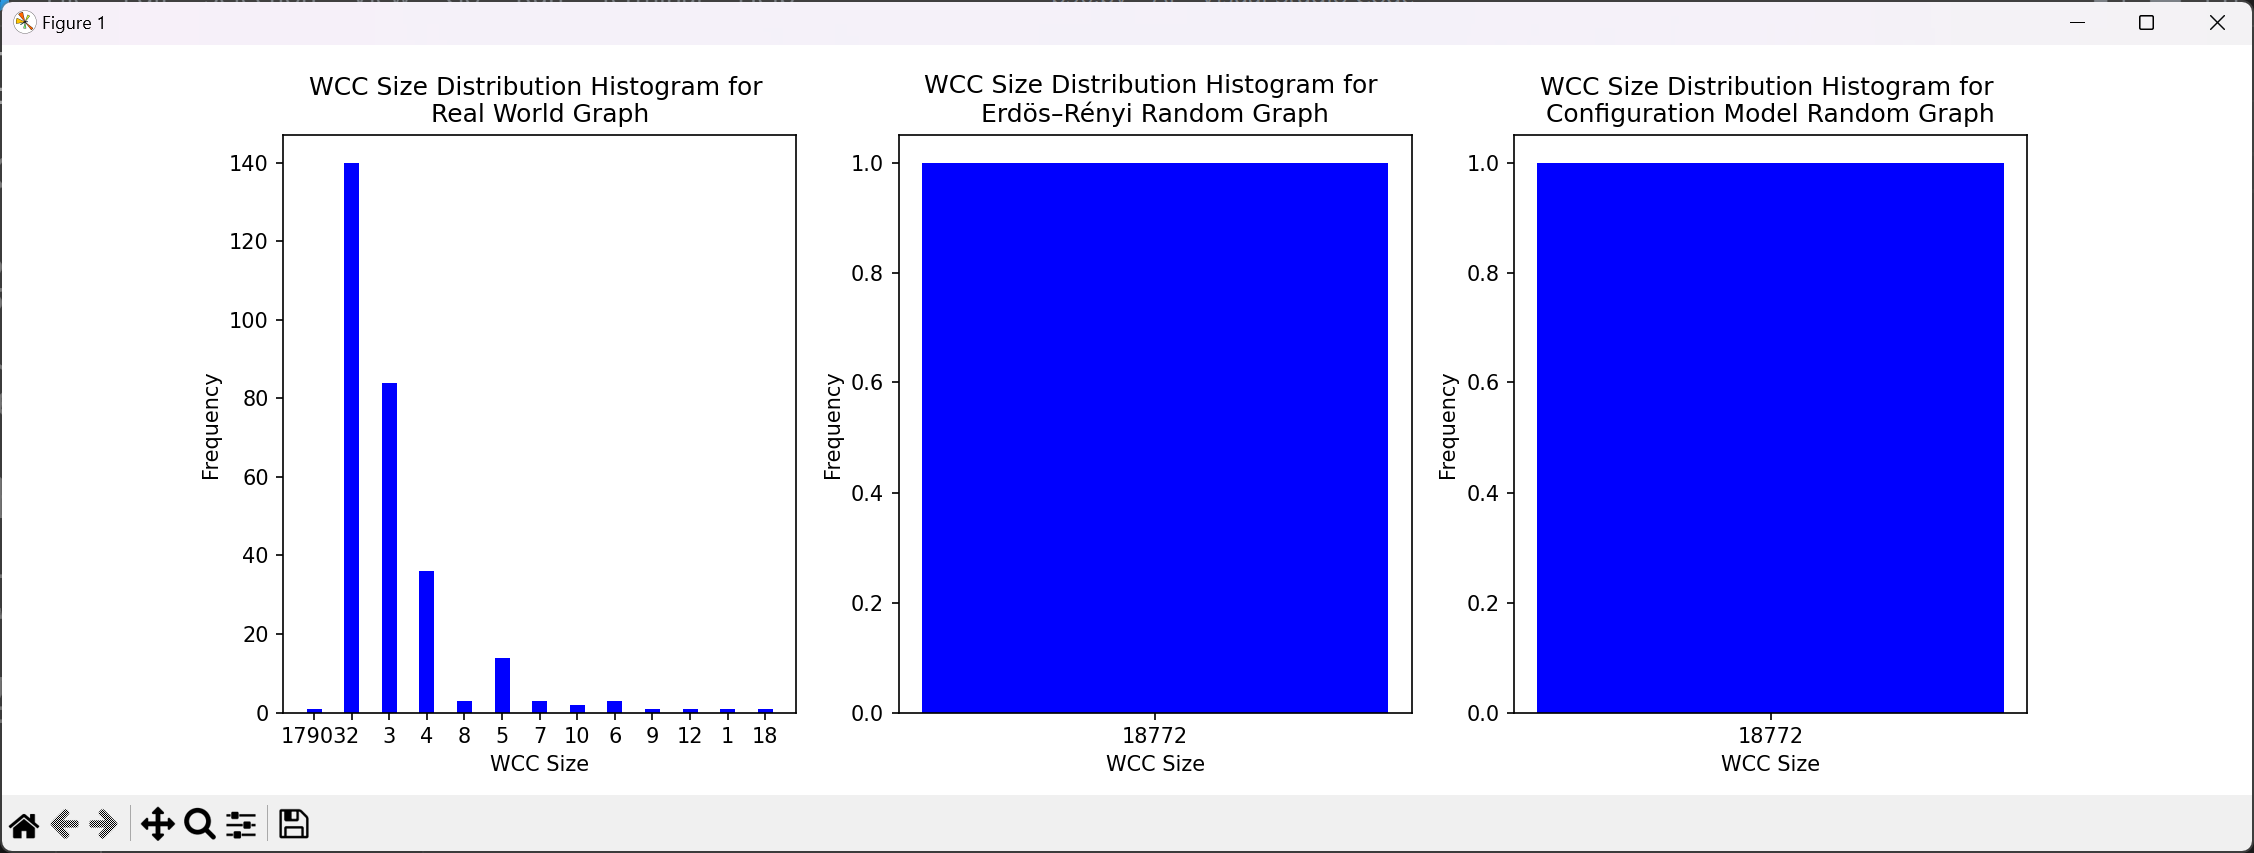 Figure 1
WCC Size Distribution Histogram for
Real World Graph
140
120
100
80
60
40
20
0
Frequency
17903 2 3 4 8 5 7 10 6 9 12 1 18
WCC Size
WCC Size Distribution Histogram for
Erdös–Rényi Random Graph
1.0
0.8
0.6
0.4
0.2
0.0
Frequency
18772
WCC Size
WCC Size Distribution Histogram for
Configuration Model Random Graph
1.0
0.8
0.6
0.4
0.2
0.0
Frequency
18772
WCC Size